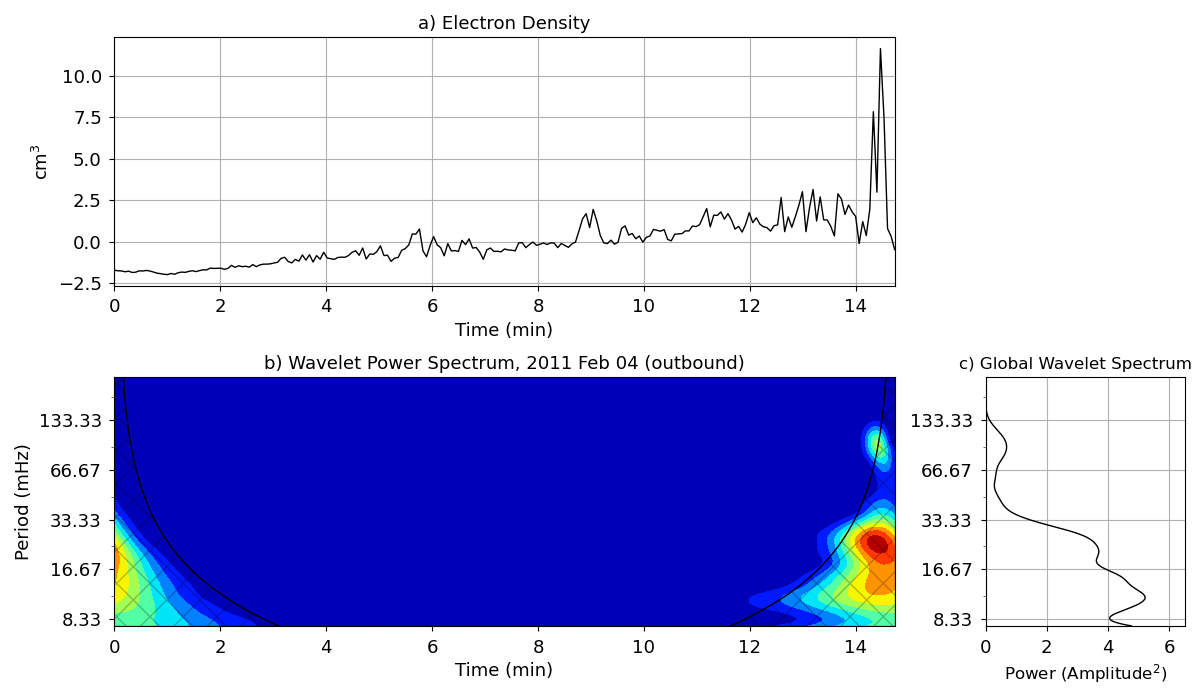 a) Electron Density
10.0
7.5
5.0
2.5
0.0
−2.5
cm³
0 2 4 6 8 10 12 14
Time (min)
b) Wavelet Power Spectrum, 2011 Feb 04 (outbound)
133.33
66.67
33.33
16.67
8.33
Period (mHz)
0 2 4 6 8 10 12 14
Time (min)
c) Global Wavelet Spectrum
133.33
66.67
33.33
16.67
8.33
0 2 4 6
Power (Amplitude²)